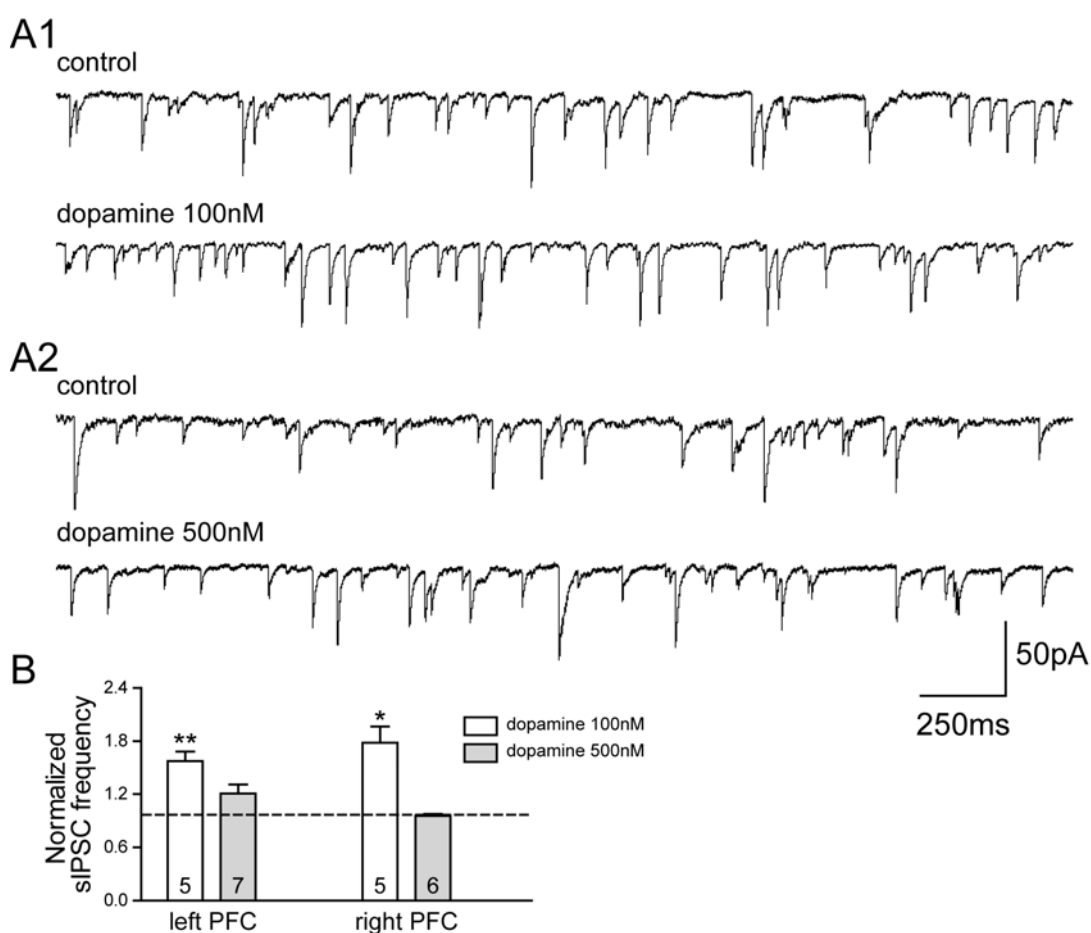 A1
control
dopamine 100nM
A2
control
dopamine 500nM
50pA
250ms
B
Normalized
sIPSC frequency
2.4
1.8
1.2
0.6
0.0
**
*
dopamine 100nM
dopamine 500nM
5
7
5
6
left PFC
right PFC